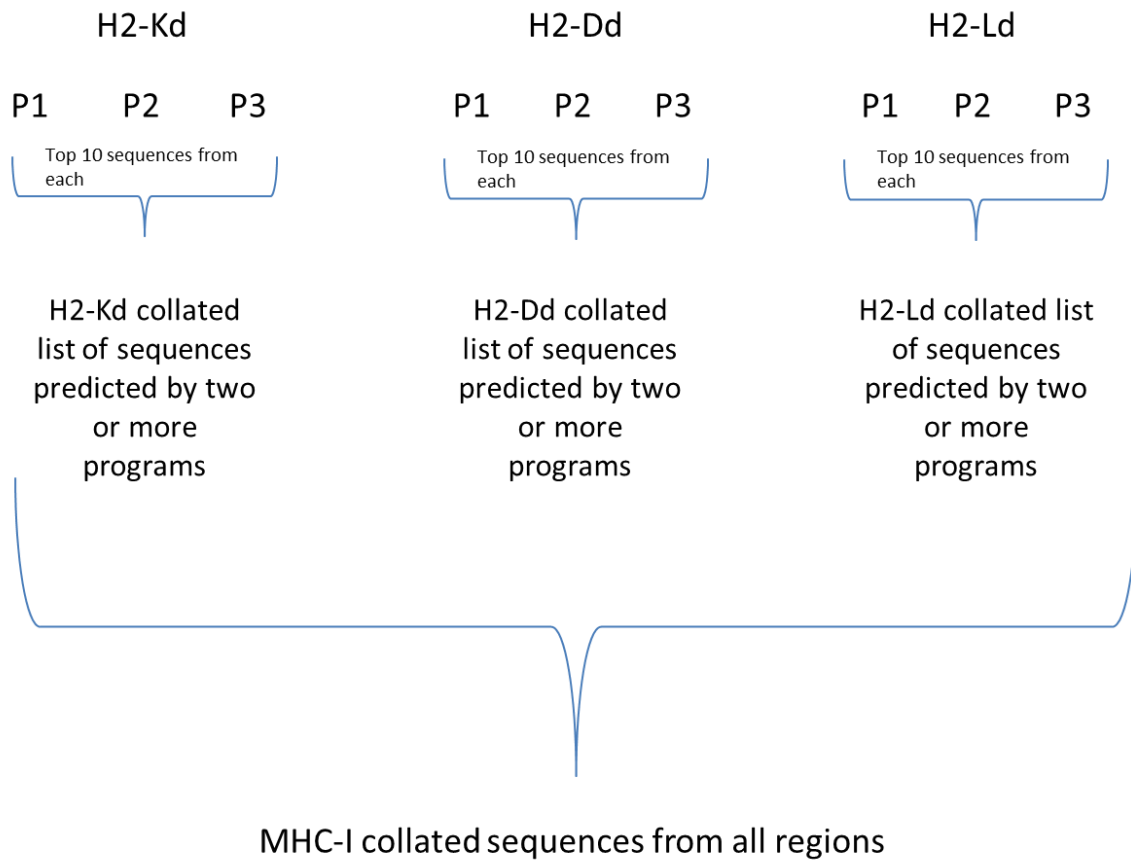 H2-Kd
H2-Dd
H2-Ld
P1 P2 P3
P1 P2 P3
P1 P2 P3
Top 10 sequences from
each
Top 10 sequences from
each
Top 10 sequences from
each
H2-Kd collated
list of sequences
predicted by two
or more
programs
H2-Dd collated
list of sequences
predicted by two
or more
programs
H2-Ld collated list
of sequences
predicted by two
or more
programs
MHC-I collated sequences from all regions